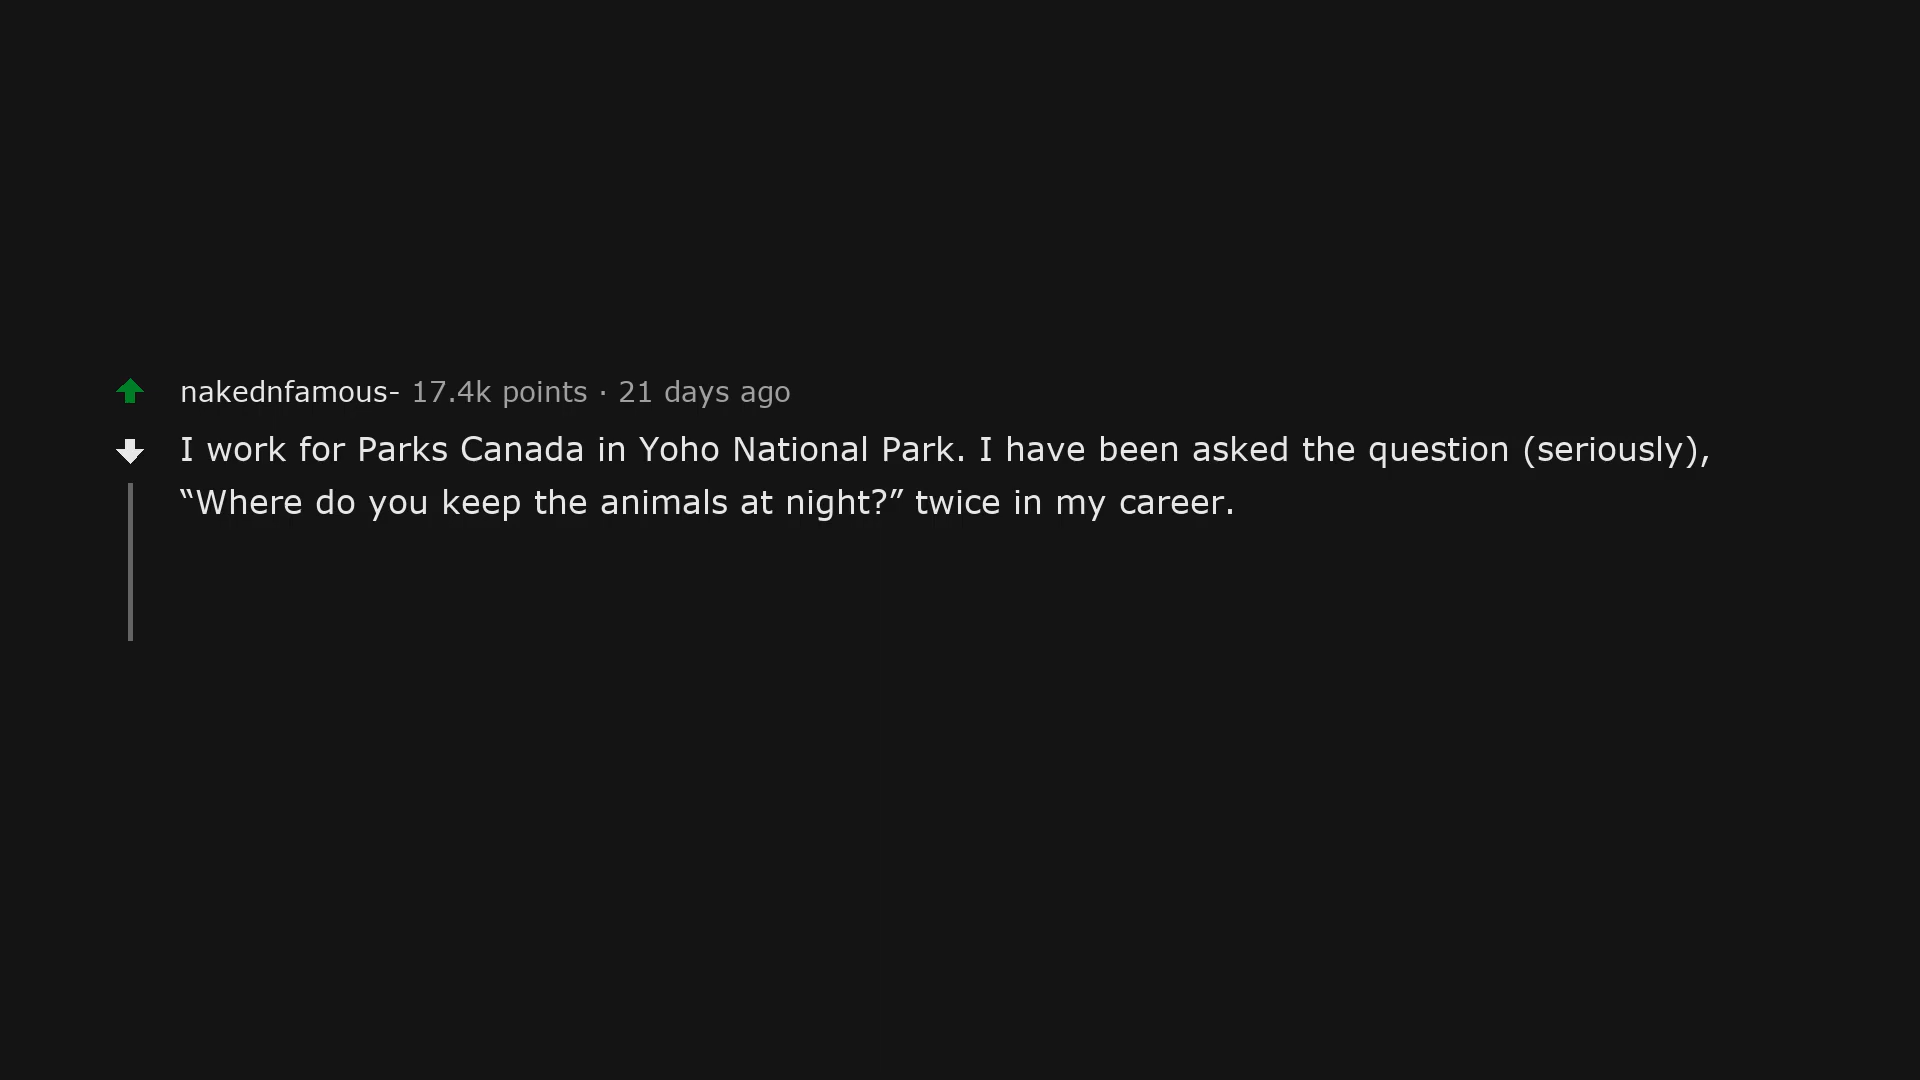 nakednfamous- 17.4k points · 21 days ago
I work for Parks Canada in Yoho National Park. I have been asked the question (seriously),
“Where do you keep the animals at night?” twice in my career.